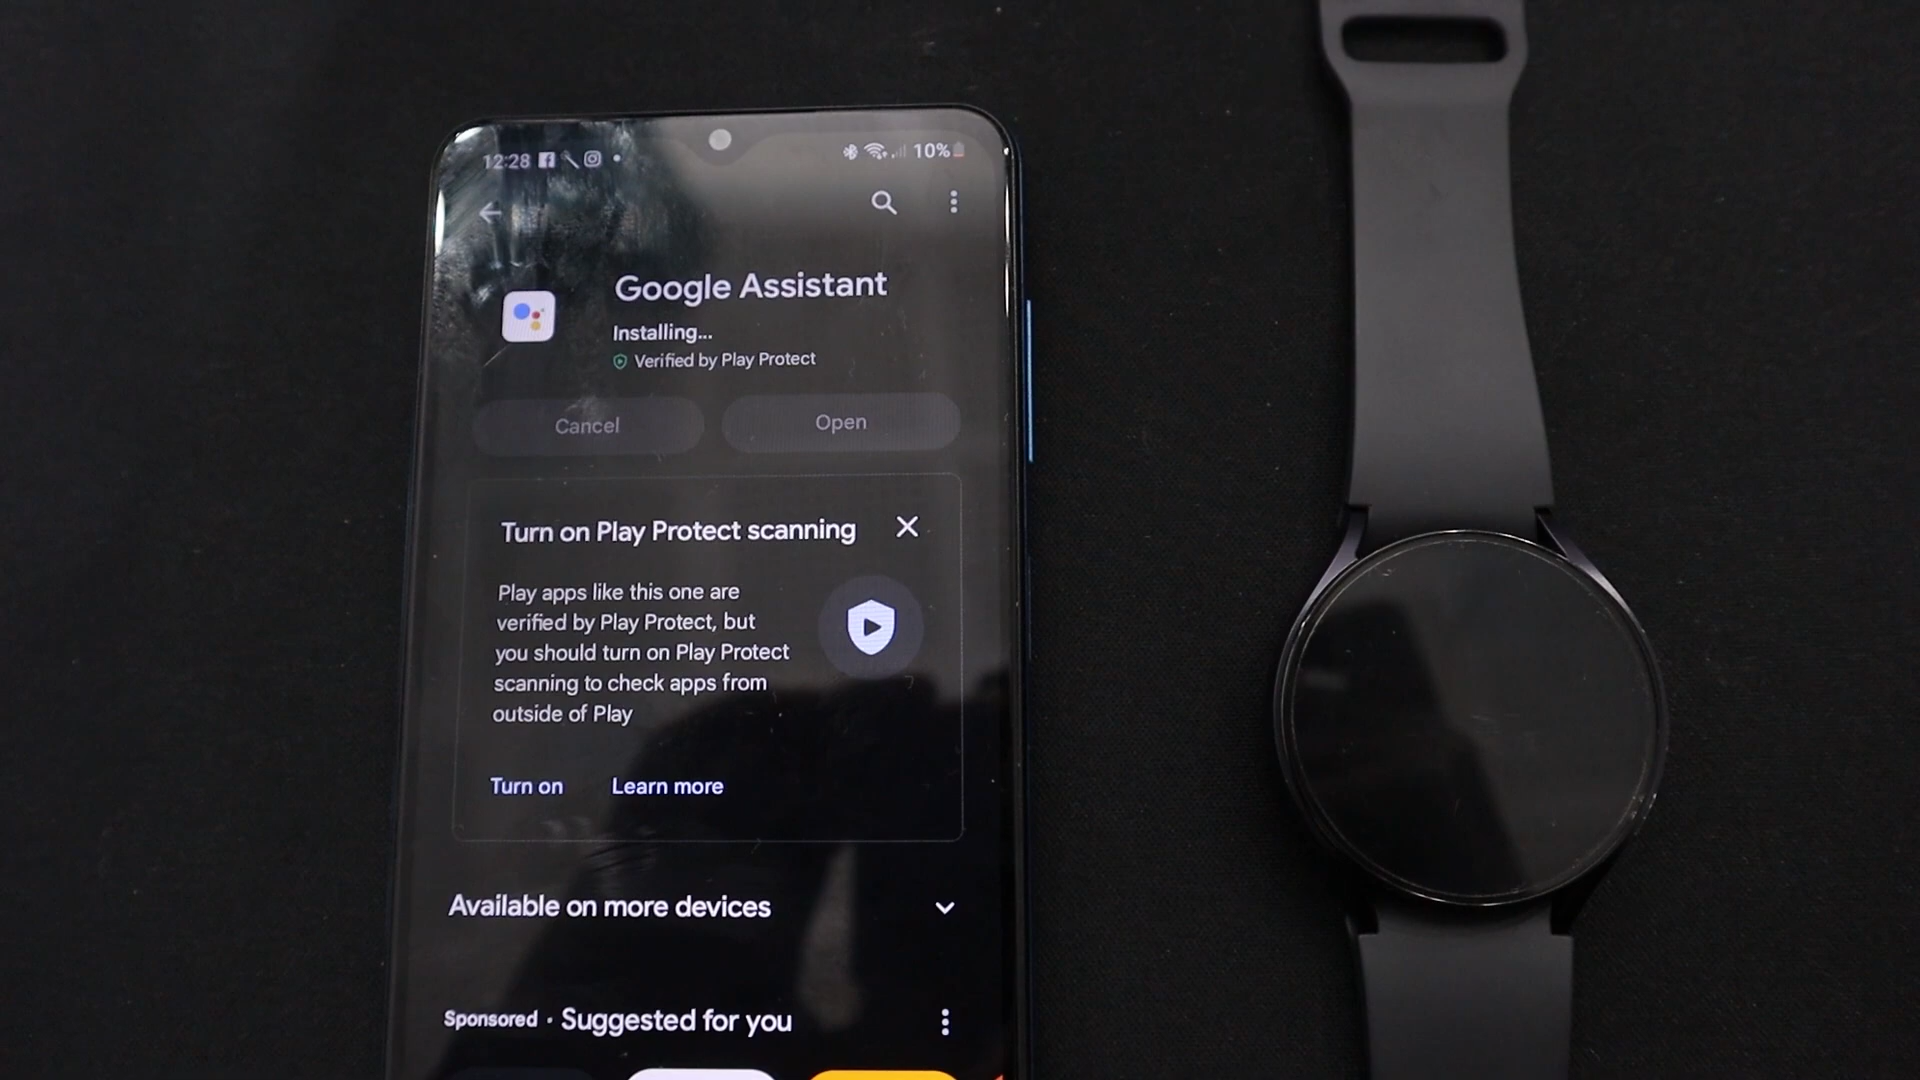 12:28
10%
Google Assistant
Installing...
Verified by Play Protect
Cancel
Open
Turn on Play Protect scanning
Play apps like this one are
verified by Play Protect, but
you should turn on Play Protect
scanning to check apps from
outside of Play
Turn on
Learn more
Available on more devices
Sponsored · Suggested for you